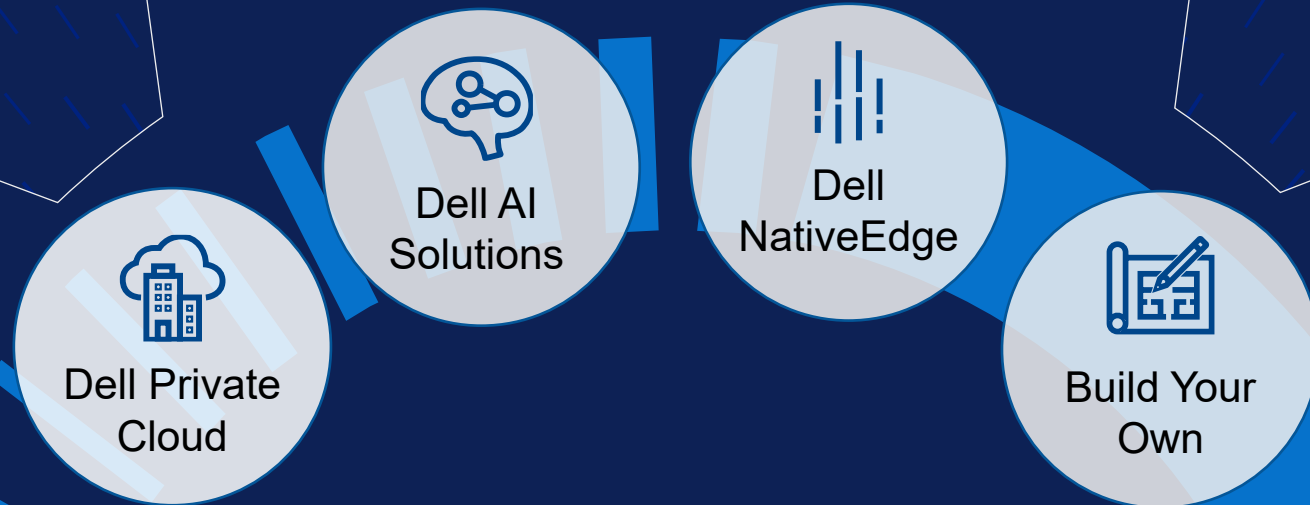 Dell Private
Cloud
Dell AI
Solutions
Dell
NativeEdge
Build Your
Own